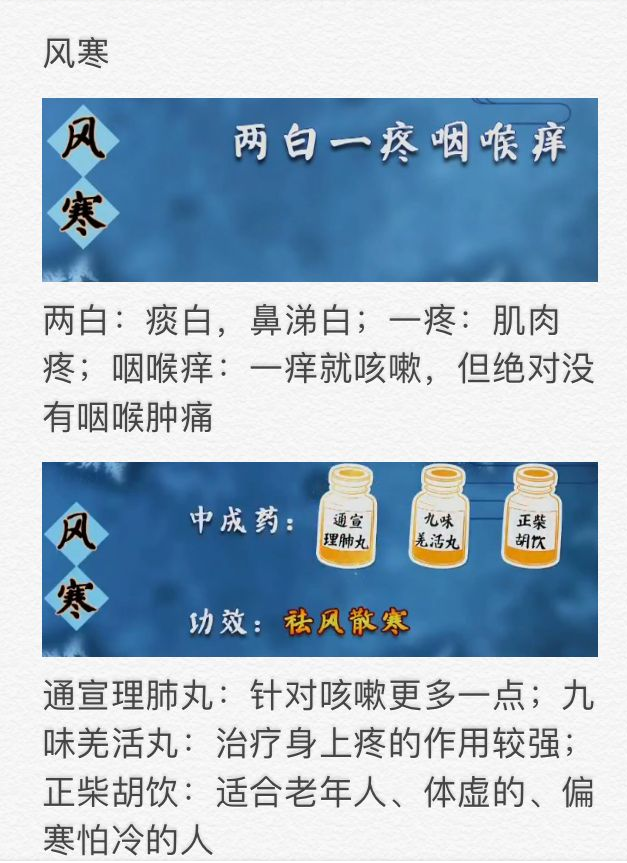 风寒
风
寒
两白一疼咽喉痒
两白：痰白，鼻涕白；一疼：肌肉
疼；咽喉痒：一痒就咳嗽，但绝对没
有咽喉肿痛
风
寒
中成药：
通宣
理肺丸
九味
羌活丸
正柴
胡饮
功效：祛风散寒
通宣理肺丸：针对咳嗽更多一点；九
味羌活丸：治疗身上疼的作用较强；
正柴胡饮：适合老年人、体虚的、偏
寒怕冷的人